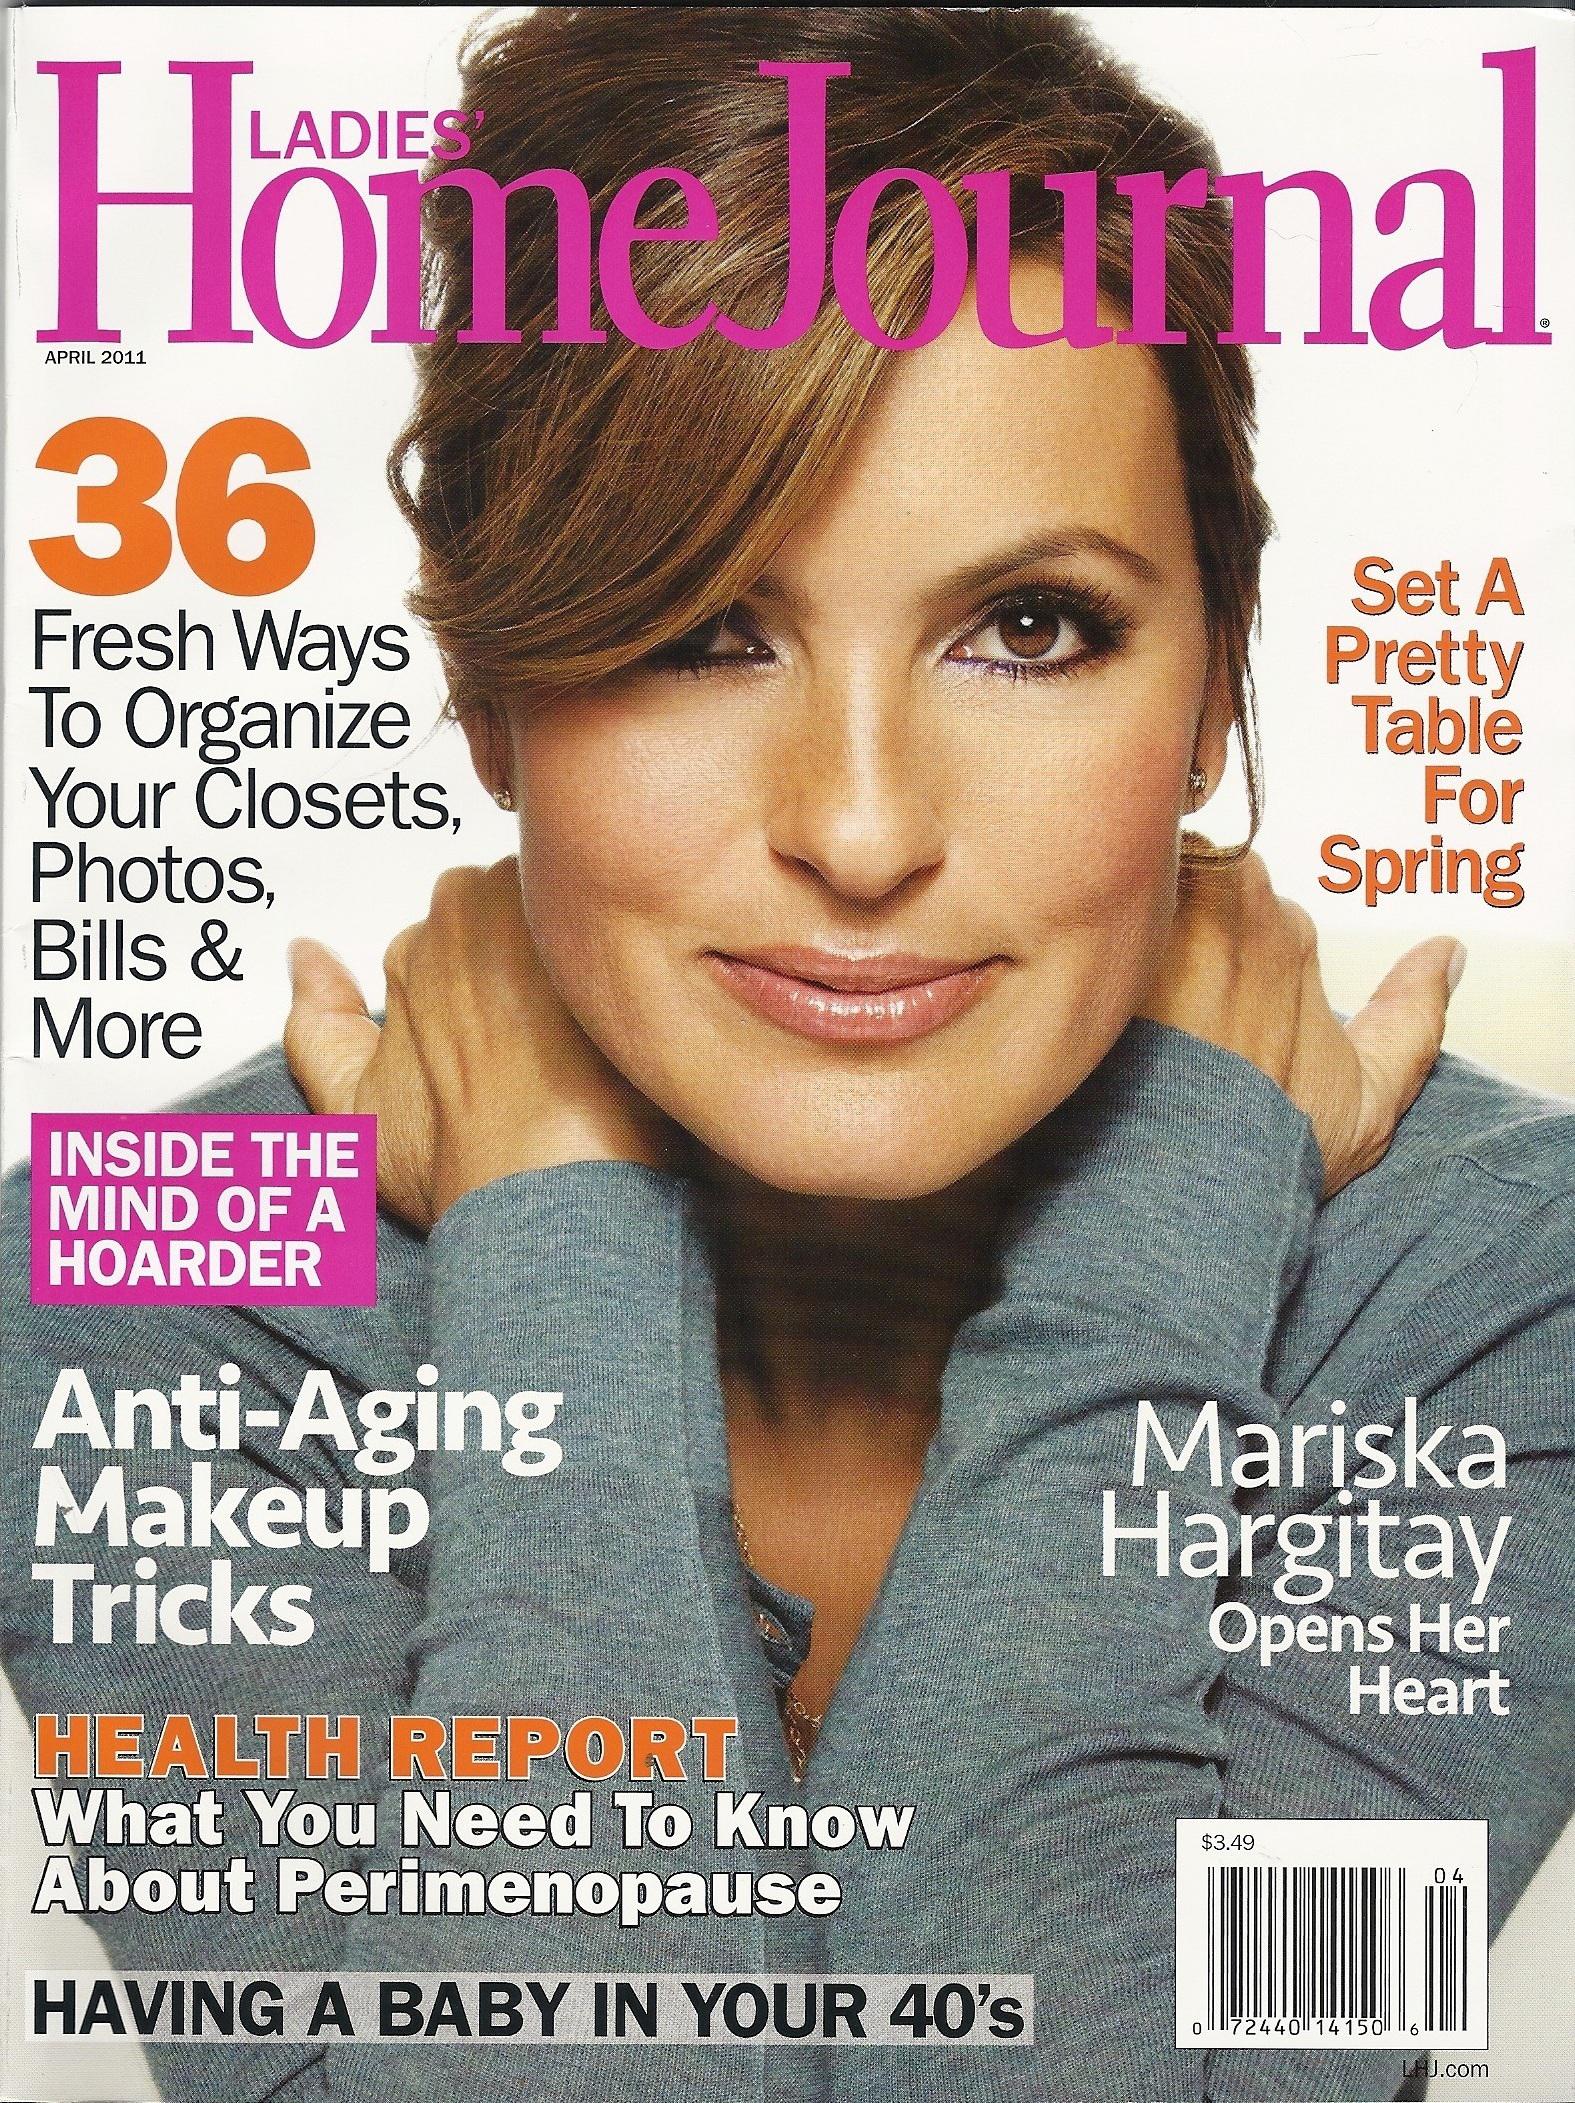 LADIES'
Home Journal®
APRIL 2011
36
Fresh Ways
To Organize
Your Closets,
Photos,
Bills &
More
Set A
Pretty
Table
For
Spring
INSIDE THE
MIND OF A
HOARDER
Anti-Aging
Makeup
Tricks
Mariska
Hargitay
Opens Her
Heart
HEALTH REPORT
What You Need To Know
About Perimenopause
HAVING A BABY IN YOUR 40's
$3.49
04
0 72440 14150 6
LHJ.com